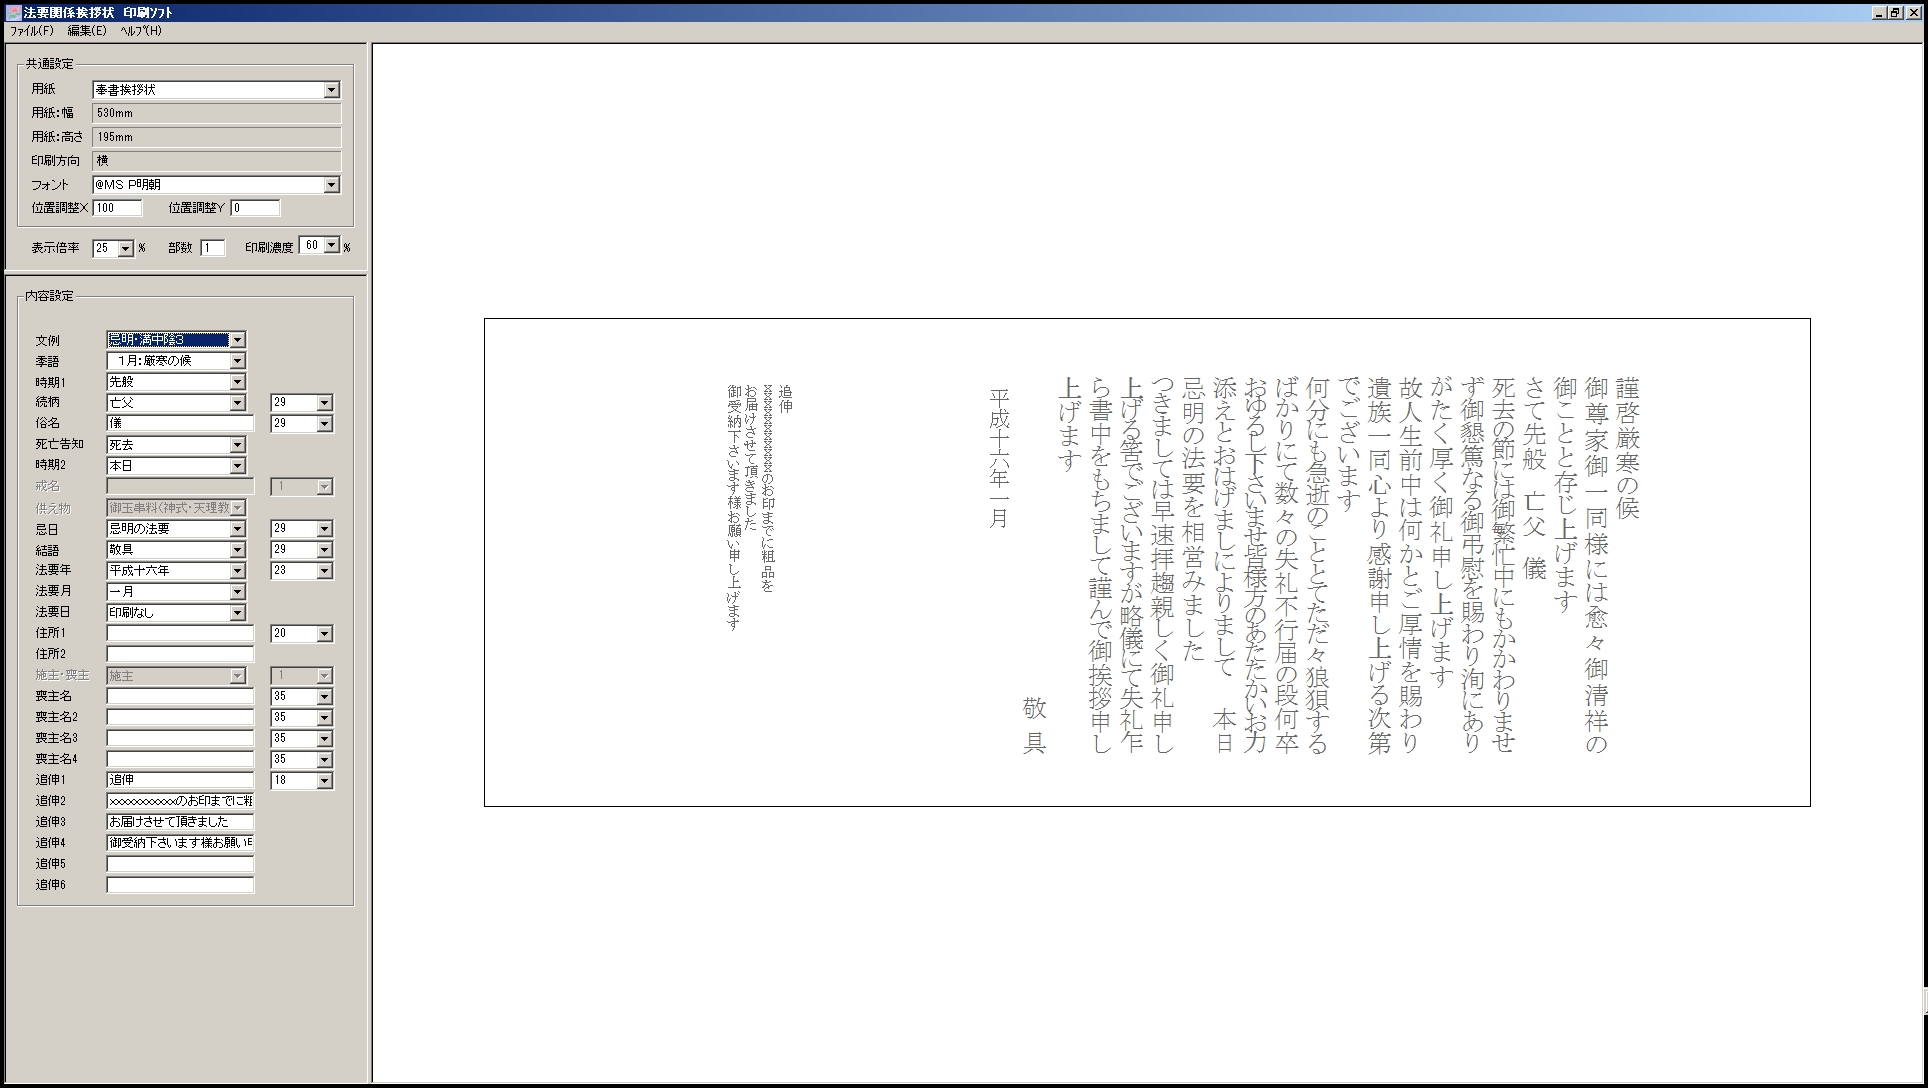 法要関係挨拶状 印刷ソフト
ファイル(F) 編集(E) ヘルプ(H)
共通設定
用紙 奉書挨拶状
用紙:幅 530mm
用紙:高さ 195mm
印刷方向 横
フォント @MS P明朝
位置調整X 100 位置調整Y 0
表示倍率 25 % 部数 1 印刷濃度 60 %
内容設定
文例 忌明・満中陰3
季語 1月:厳寒の候
時期1 先般
続柄 亡父 29
俗名 儀 29
死亡告知 死去
時期2 本日
戒名 1
供え物 御玉串料(神式・天理教
忌日 忌明の法要 29
結語 敬具 29
法要年 平成十六年 23
法要月 一月
法要日 印刷なし
住所1 20
住所2
施主・喪主 施主 1
喪主名 35
喪主名2 35
喪主名3 35
喪主名4 35
追伸1 追伸 18
追伸2 xxxxxxxxxxxのお印までに粗
追伸3 お届けさせて頂きました
追伸4 御受納下さいます様お願い申
追伸5
追伸6
謹啓厳寒の候
御尊家御一同様には愈々御清祥の
御ことと存じ上げます
さて先般 亡父 儀
死去の節には御繁忙中にもかかわりませ
ず御懇篤なる御弔慰を賜わり洵にあり
がたく厚く御礼申し上げます
故人生前中は何かとご厚情を賜わり
遺族一同心より感謝申し上げる次第
でございます
何分にも急逝のこととてただ々狼狽する
ばかりにて数々の失礼不行届の段何卒
おゆるし下さいませ皆様方のあたたかいお力
添えとおはげましによりまして 本日
忌明の法要を相営みました
つきましては早速拝趨親しく御礼申し
上げる筈でございますが略儀にて失礼乍
ら書中をもちまして謹んで御挨拶申し
上げます
敬具
平成十六年一月
追伸
xxxxxxxxxxxのお印までに粗品を
お届けさせて頂きました
御受納下さいます様お願い申し上げます